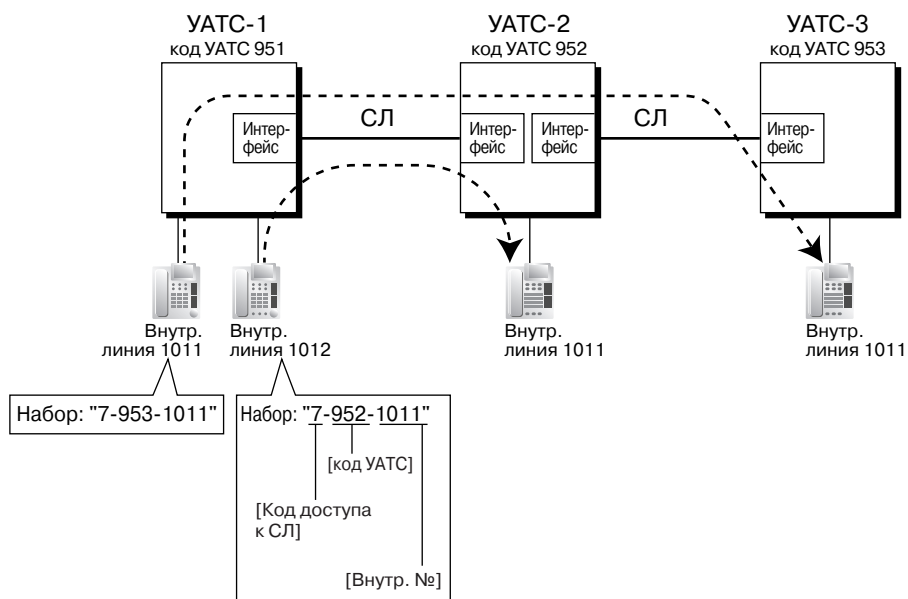 УАТС-1
код УАТС 951
УАТС-2
код УАТС 952
УАТС-3
код УАТС 953
СЛ
СЛ
Интер-
фейс
Интер-
фейс
Интер-
фейс
Интер-
фейс
Внутр.
линия 1011
Внутр.
линия 1012
Внутр.
линия 1011
Внутр.
линия 1011
Набор: "7-953-1011"
Набор: "7-952-1011"
[код УАТС]
[Код доступа
к СЛ]
[Внутр. №]